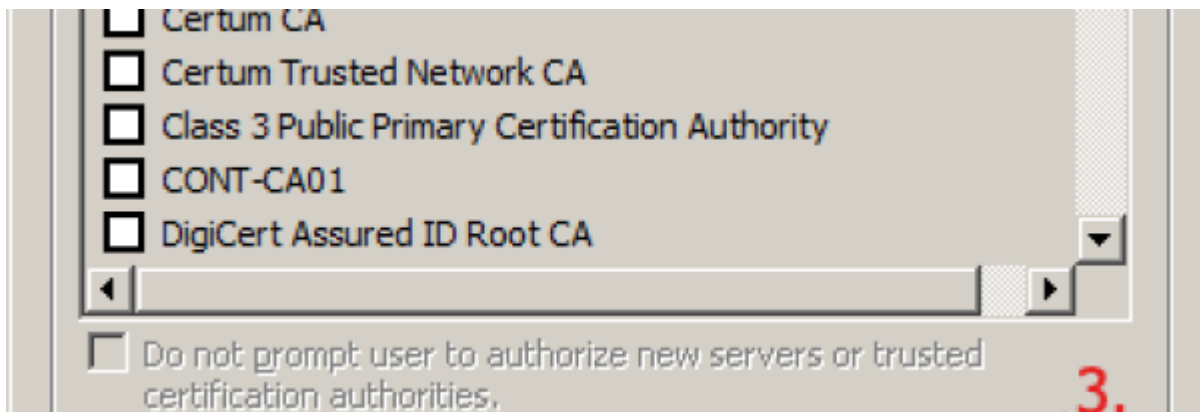 Certum CA
Certum Trusted Network CA
Class 3 Public Primary Certification Authority
CONT-CA01
DigiCert Assured ID Root CA
Do not prompt user to authorize new servers or trusted
certification authorities.
3.